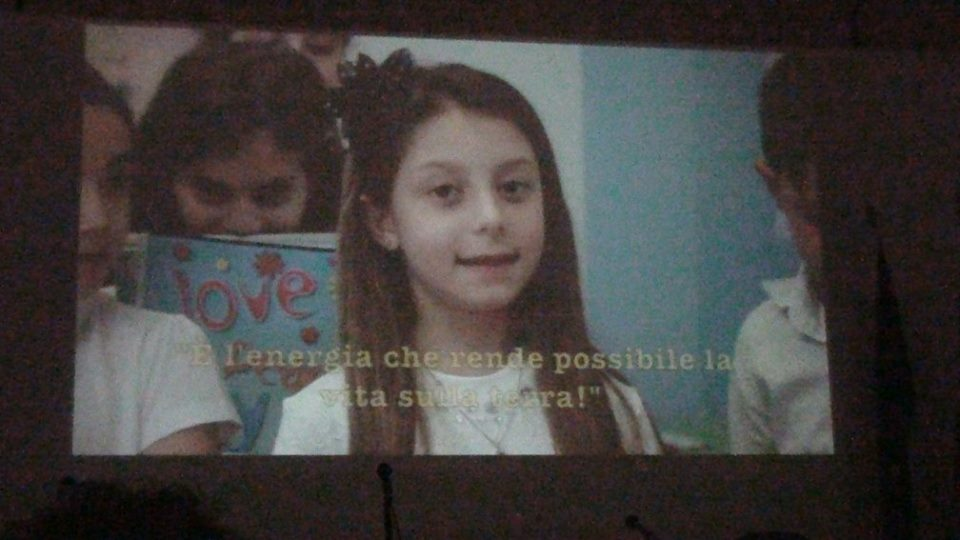 love
"E l'energia che rende possibile la
vita sulla terra!"